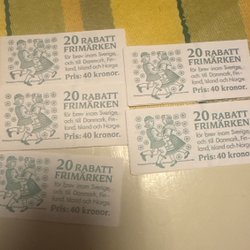 20 RABATT
FRIMÄRKEN
för brev inom Sverige,
och till Danmark, Fin-
land, Island och Norge
Pris: 40 kronor.
20 RABATT
FRIMÄRKEN
för brev inom Sverige,
och till Danmark, Fin-
land, Island och Norge
Pris: 40 kronor.
20 RABATT
FRIMÄRKEN
för brev inom Sverige,
och till Danmark, Fin-
land, Island och Norge
Pris: 40 kronor.
20 RABATT
FRIMÄRKEN
för brev inom Sverige,
och till Danmark, Fin-
land, Island och Norge
Pris: 40 kronor.
20 RABATT
FRIMÄRKEN
för brev inom Sverige,
och till Danmark, Fin-
land, Island och Norge
Pris: 40 kronor.